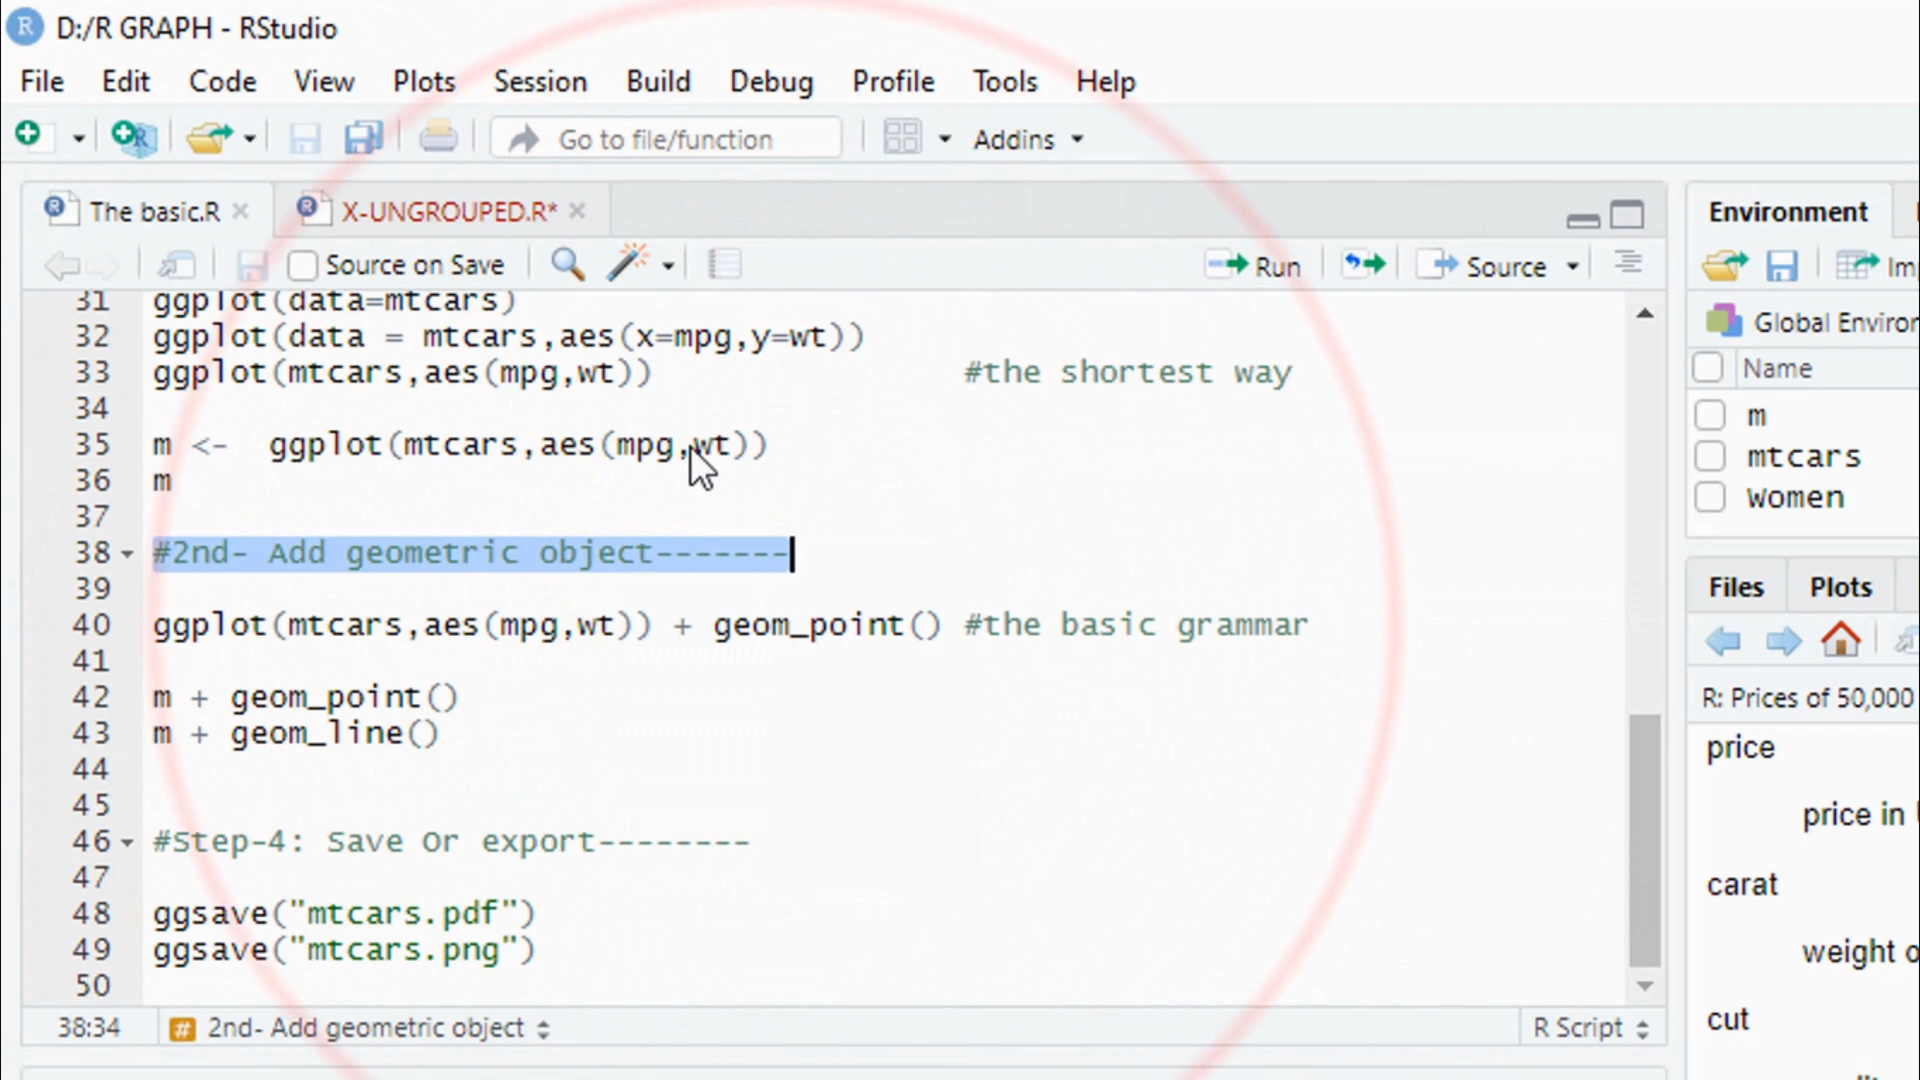 D:/R GRAPH - RStudio
File Edit Code View Plots Session Build Debug Profile Tools Help
Go to file/function Addins
The basic.R X-UNGROUPED.R*
Source on Save Run Source
31 ggplot(data=mtcars)
32 ggplot(data = mtcars,aes(x=mpg,y=wt))
33 ggplot(mtcars,aes(mpg,wt)) #the shortest way
34
35 m <- ggplot(mtcars,aes(mpg,wt))
36 m
37
38 #2nd- Add geometric object-------
39
40 ggplot(mtcars,aes(mpg,wt)) + geom_point() #the basic grammar
41
42 m + geom_point()
43 m + geom_line()
44
45
46 #Step-4: Save Or export--------
47
48 ggsave("mtcars.pdf")
49 ggsave("mtcars.png")
50
38:34 # 2nd- Add geometric object R Script
Environment
Global Environ
Name
m
mtcars
women
Files Plots
R: Prices of 50,000
price
price in
carat
weight o
cut